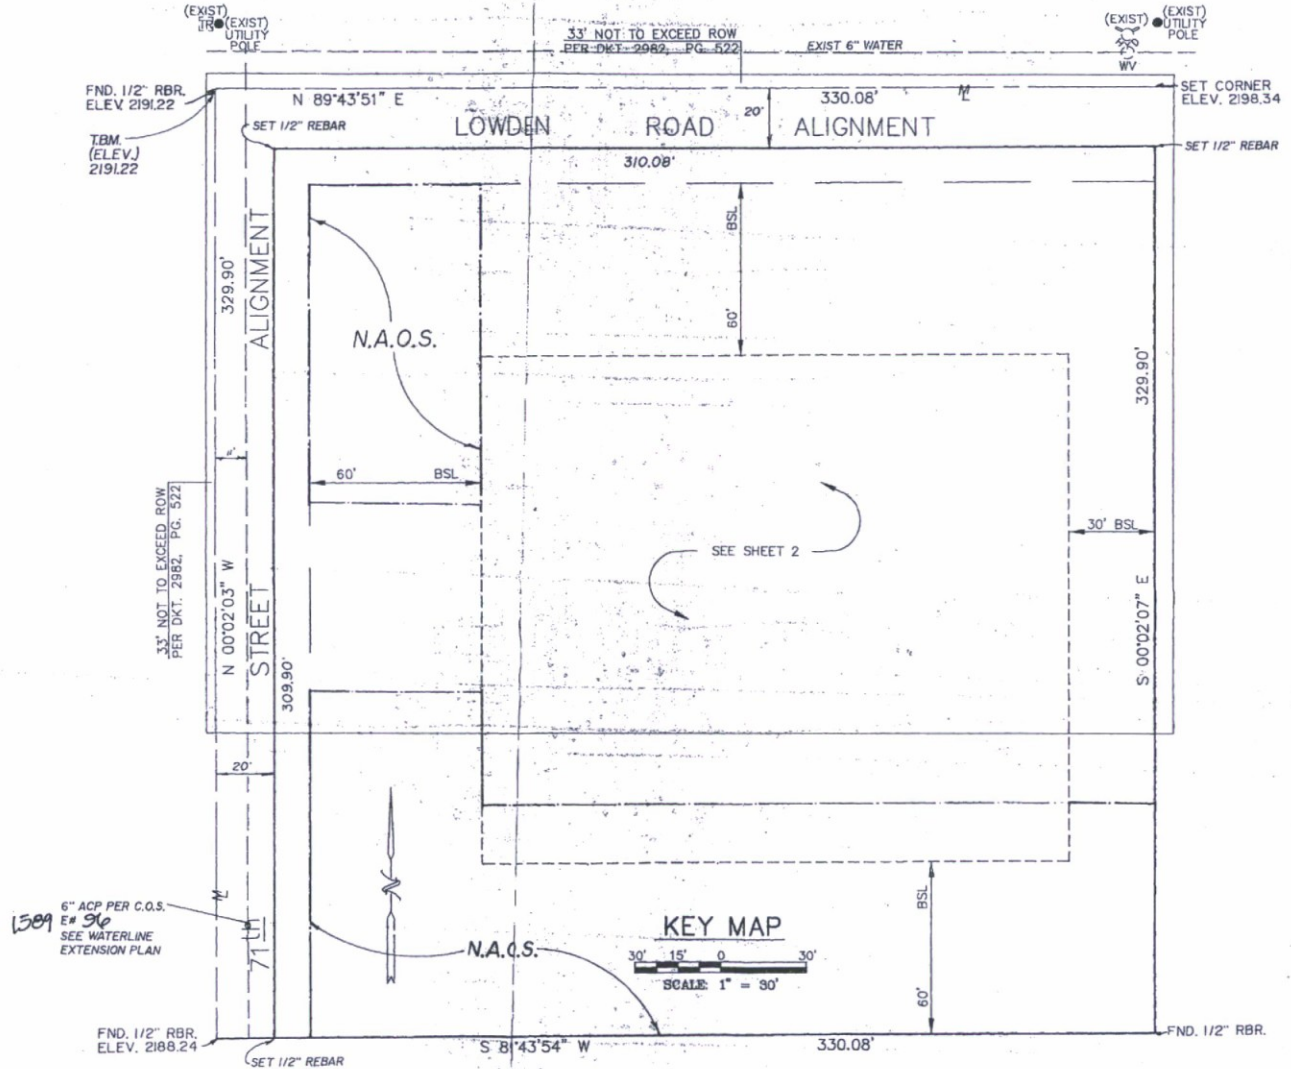 (EXIST)
(EXIST)
UTILITY
POLE
33' NOT TO EXCEED ROW
PER DKT. 2982, PG. 522
EXIST 6" WATER
(EXIST)
UTILITY
POLE
WV
FND. 1/2" RBR.
ELEV. 2191.22
N 89°43'51" E
330.08'
SET CORNER
ELEV. 2198.34
T.B.M.
(ELEV.)
2191.22
SET 1/2" REBAR
LOWDEN ROAD ALIGNMENT
20'
SET 1/2" REBAR
310.08'
329.90'
ALIGNMENT
BSL
60'
N.A.O.S.
329.90'
60' BSL
33' NOT TO EXCEED ROW
PER DKT. 2982, PG. 522
SEE SHEET 2
30' BSL
N 00°02'03" W
STREET
309.90'
S 00°02'07" E
20'
1589
6" ACP PER C.O.S.
E# 96
SEE WATERLINE
EXTENSION PLAN
71
BSL
KEY MAP
30' 15' 0 30'
SCALE: 1" = 30'
60'
FND. 1/2" RBR.
ELEV. 2188.24
SET 1/2" REBAR
330.08'
FND. 1/2" RBR.